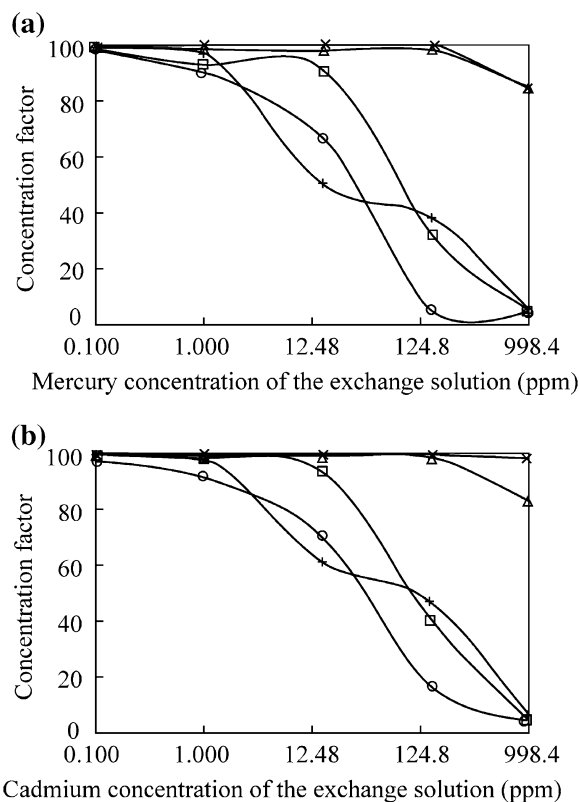 (a)
100
80
60
40
20
0
Concentration factor
0.100 1.000 12.48 124.8 998.4
Mercury concentration of the exchange solution (ppm)
(b)
100
80
60
40
20
0
Concentration factor
0.100 1.000 12.48 124.8 998.4
Cadmium concentration of the exchange solution (ppm)